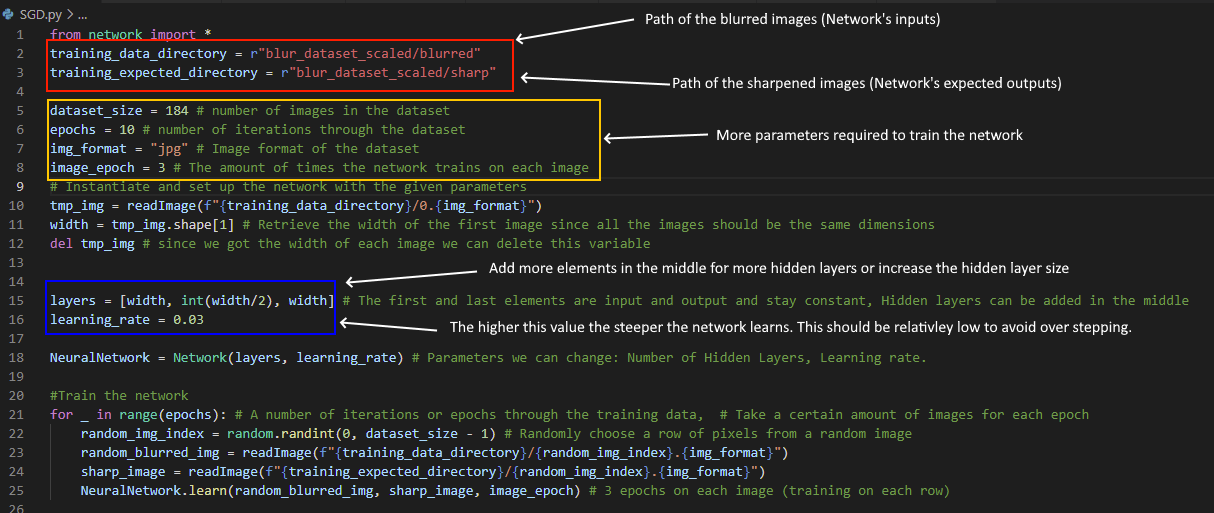 SGD.py > ...
Path of the blurred images (Network's inputs)
1 from network import *
2 training_data_directory = r"blur_dataset_scaled/blurred"
3 training_expected_directory = r"blur_dataset_scaled/sharp"
Path of the sharpened images (Network's expected outputs)
4
5 dataset_size = 184 # number of images in the dataset
6 epochs = 10 # number of iterations through the dataset
More parameters required to train the network
7 img_format = "jpg" # Image format of the dataset
8 image_epoch = 3 # The amount of times the network trains on each image
9 # Instantiate and set up the network with the given parameters
10 tmp_img = readImage(f"{training_data_directory}/0.{img_format}")
11 width = tmp_img.shape[1] # Retrieve the width of the first image since all the images should be the same dimensions
12 del tmp_img # since we got the width of each image we can delete this variable
13
Add more elements in the middle for more hidden layers or increase the hidden layer size
14
15 layers = [width, int(width/2), width] # The first and last elements are input and output and stay constant, Hidden layers can be added in the middle
16 learning_rate = 0.03
The higher this value the steeper the network learns. This should be relativley low to avoid over stepping.
17
18 NeuralNetwork = Network(layers, learning_rate) # Parameters we can change: Number of Hidden Layers, Learning rate.
19
20 #Train the network
21 for _ in range(epochs): # A number of iterations or epochs through the training data,  # Take a certain amount of images for each epoch
22 random_img_index = random.randint(0, dataset_size - 1) # Randomly choose a row of pixels from a random image
23 random_blurred_img = readImage(f"{training_data_directory}/{random_img_index}.{img_format}")
24 sharp_image = readImage(f"{training_expected_directory}/{random_img_index}.{img_format}")
25 NeuralNetwork.learn(random_blurred_img, sharp_image, image_epoch) # 3 epochs on each image (training on each row)
26